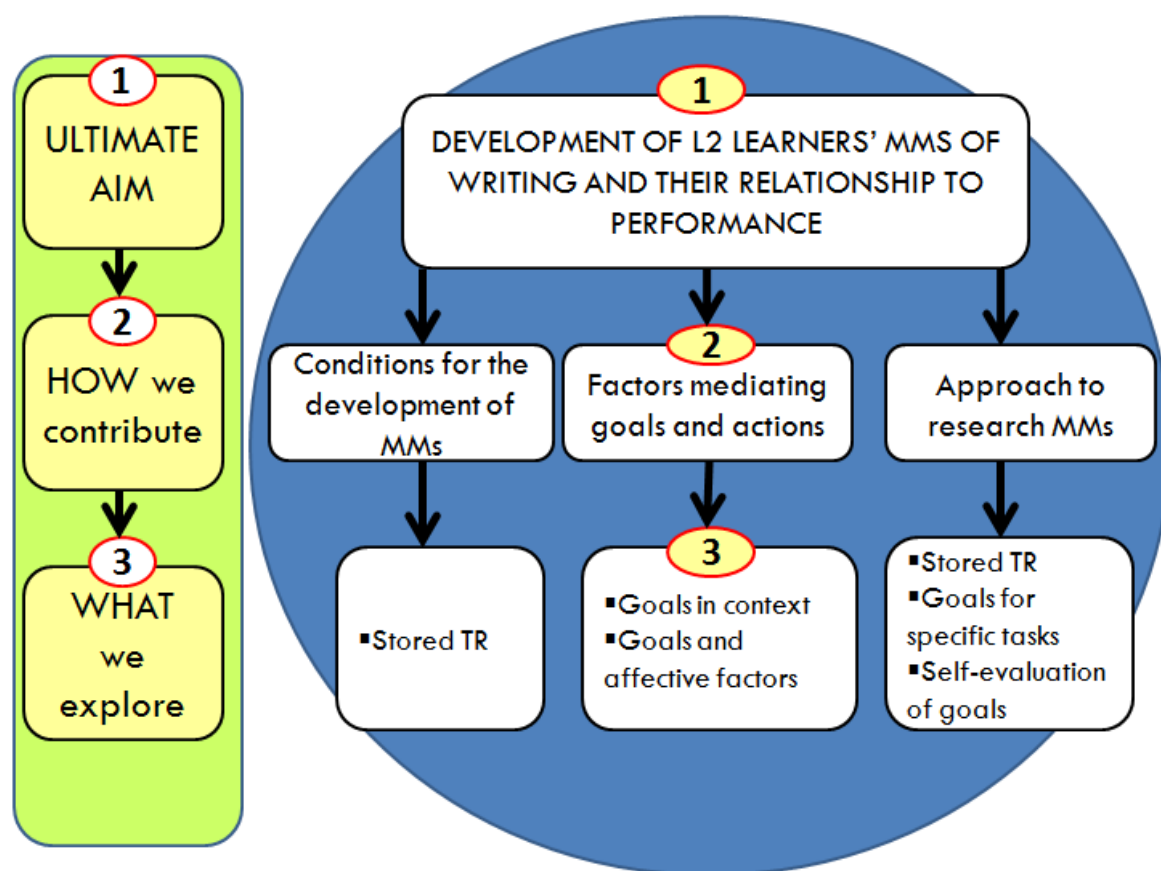 1
ULTIMATE
AIM
2
HOW we
contribute
3
WHAT
we
explore
1
DEVELOPMENT OF L2 LEARNERS’ MMS OF
WRITING AND THEIR RELATIONSHIP TO
PERFORMANCE
Conditions for the
development of
MMs
2
Factors mediating
goals and actions
Approach to
research MMs
▪Stored TR
3
▪Goals in context
▪Goals and
affective factors
▪Stored TR
▪Goals for
specific tasks
▪Self-evaluation
of goals